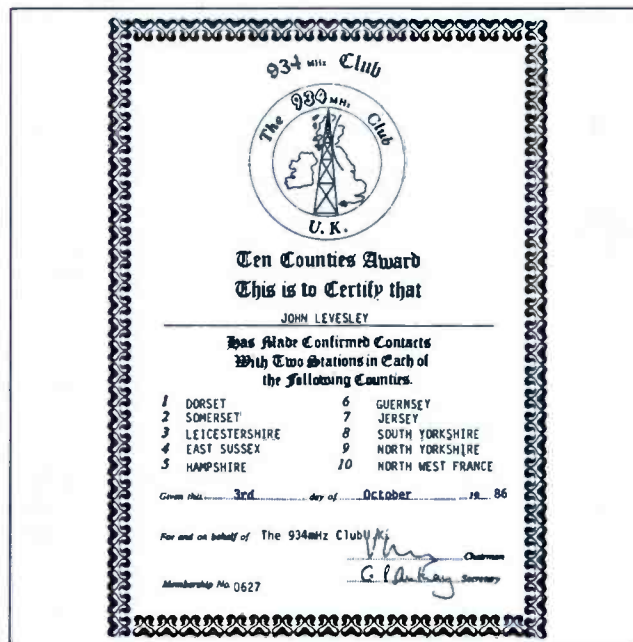 934 MHz Club
The 934 MHz Club
U.K.
Ten Counties Award
This is to Certify that
JOHN LEVESLEY
Has Made Confirmed Contacts
With Two Stations in Each of
the Following Counties.
1 DORSET 6 GUERNSEY
2 SOMERSET 7 JERSEY
3 LEICESTERSHIRE 8 SOUTH YORKSHIRE
4 EAST SUSSEX 9 NORTH YORKSHIRE
5 HAMPSHIRE 10 NORTH WEST FRANCE
Given this 3rd day of October 19 86
For and on behalf of The 934mHz Club
Chairman
Secretary
Membership No. 0627